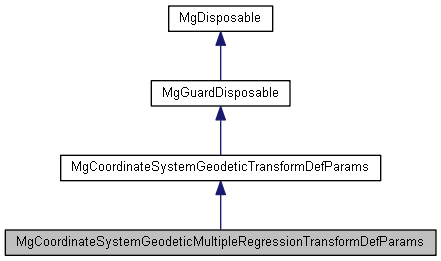 MgDisposable
MgGuardDisposable
MgCoordinateSystemGeodeticTransformDefParams
MgCoordinateSystemGeodeticMultipleRegressionTransformDefParams